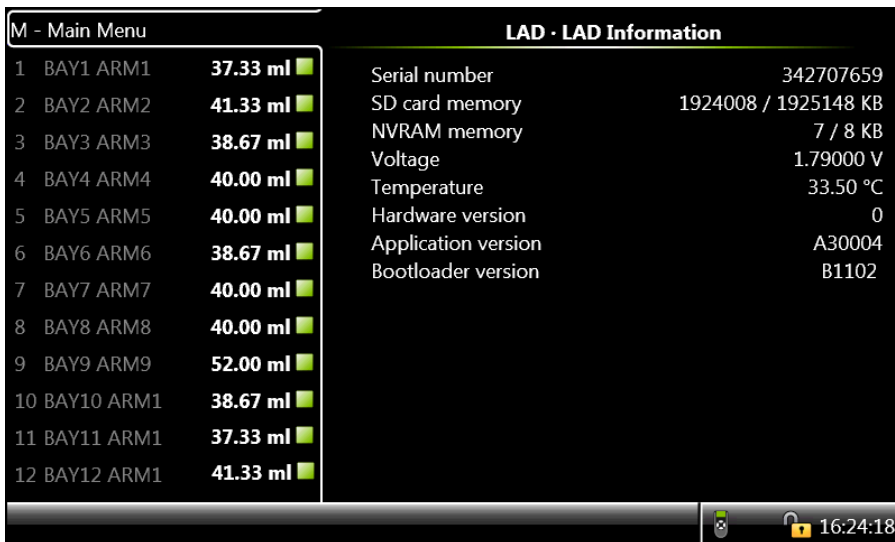 M - Main Menu
1 BAY1 ARM1 37.33 ml
2 BAY2 ARM2 41.33 ml
3 BAY3 ARM3 38.67 ml
4 BAY4 ARM4 40.00 ml
5 BAY5 ARM5 40.00 ml
6 BAY6 ARM6 38.67 ml
7 BAY7 ARM7 40.00 ml
8 BAY8 ARM8 40.00 ml
9 BAY9 ARM9 52.00 ml
10 BAY10 ARM1 38.67 ml
11 BAY11 ARM1 37.33 ml
12 BAY12 ARM1 41.33 ml
LAD · LAD Information
Serial number 342707659
SD card memory 1924008 / 1925148 KB
NVRAM memory 7 / 8 KB
Voltage 1.79000 V
Temperature 33.50 °C
Hardware version 0
Application version A30004
Bootloader version B1102
16:24:18